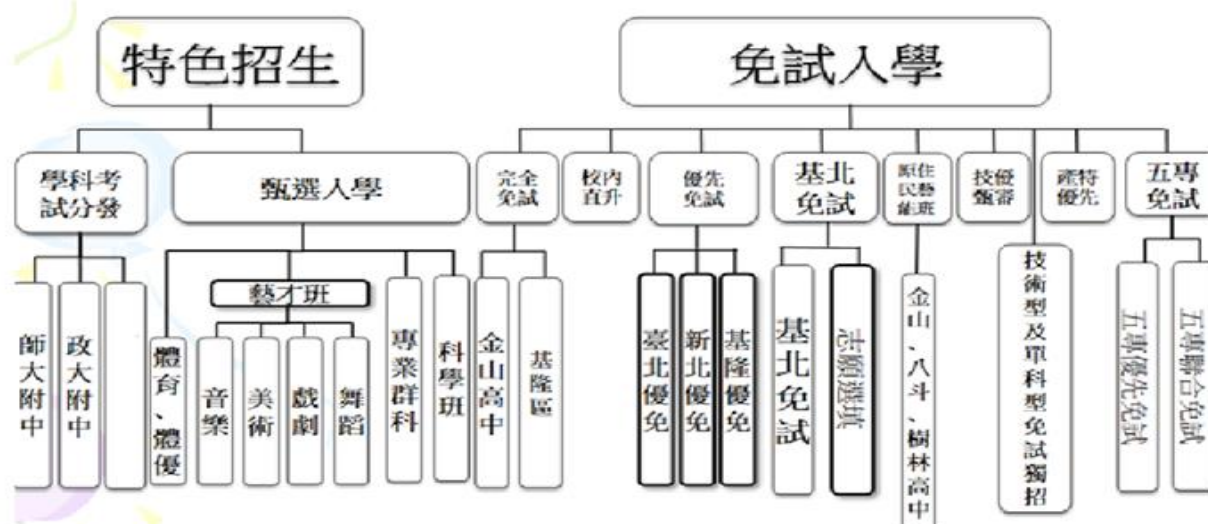 特色招生
免試入學
學科考
試分發
甄選入學
完全
免試
校內
直升
優先
免試
基北
免試
原住
民藝
能班
技優
甄審
產特
優先
五專
免試
師大附中
政大附中
體育、體優
藝才班
音樂
美術
戲劇
舞蹈
專業群科
科學班
金山高中
基隆區
臺北優免
新北優免
基隆優免
基北免試
志願選填
金山、八斗、樹林高中
技術型及單科型免試獨招
五專優先免試
五專聯合免試